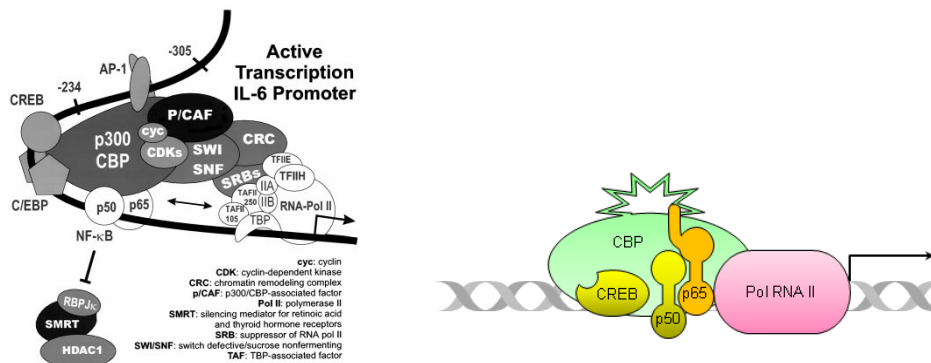 -305
AP-1
Active
Transcription
IL-6 Promoter
-234
CREB
P/CAF
p300
CBP
cyc
CDKs
SWI
SNF
CRC
SRBs
TFIIE
TFIIH
TAFII
250
IIA
IIB
TAFII
105
TBP
RNA-Pol II
C/EBP
p50
p65
NF-κB
RBPJκ
SMRT
HDAC1
cyc: cyclin
CDK: cyclin-dependent kinase
CRC: chromatin remodeling complex
p/CAF: p300/CBP-associated factor
Pol II: polymerase II
SMRT: silencing mediator for retinoic acid
and thyroid hormone receptors
SRB: suppressor of RNA pol II
SWI/SNF: switch defective/sucrose nonfermenting
TAF: TBP-associated factor
CBP
CREB
p50
p65
Pol RNA II